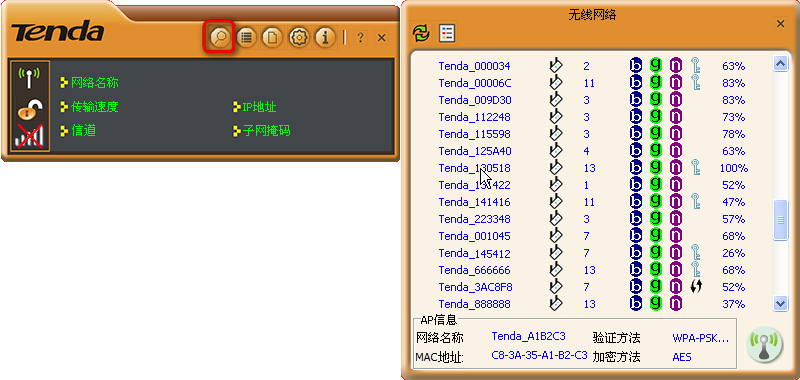 Tenda
| ? ×
网络名称
传输速度 IP地址
信道 子网掩码
无线网络
×
Tenda_000034 2 b g n 63%
Tenda_00006C 11 b g n 83%
Tenda_009D30 3 b g n 83%
Tenda_112248 3 b g n 73%
Tenda_115598 3 b g n 78%
Tenda_125A40 4 b g n 63%
Tenda_130518 13 b g n 100%
1 b g n 52%
Tenda_141416 11 b g n 47%
Tenda_223348 3 b g n 57%
Tenda_001045 7 b g n 68%
Tenda_145412 7 b g n 26%
Tenda_666666 13 b g n 68%
Tenda_3AC8F8 7 b g n 52%
Tenda_888888 13 b g n 37%
AP信息
网络名称 Tenda_A1B2C3 验证方法 WPA-PSK...
MAC地址: C8-3A-35-A1-B2-C3 加密方法 AES